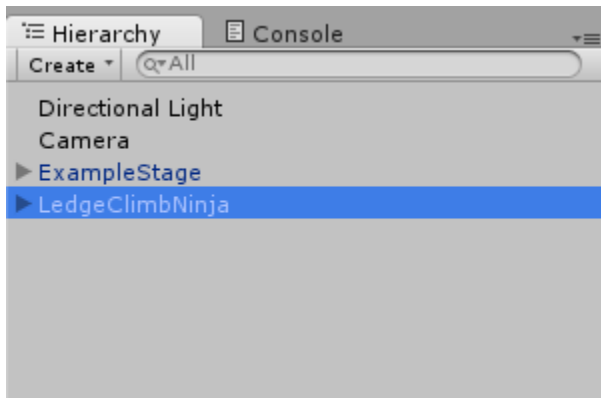 Hierarchy Console
Create All
Directional Light
Camera
ExampleStage
LedgeClimbNinja